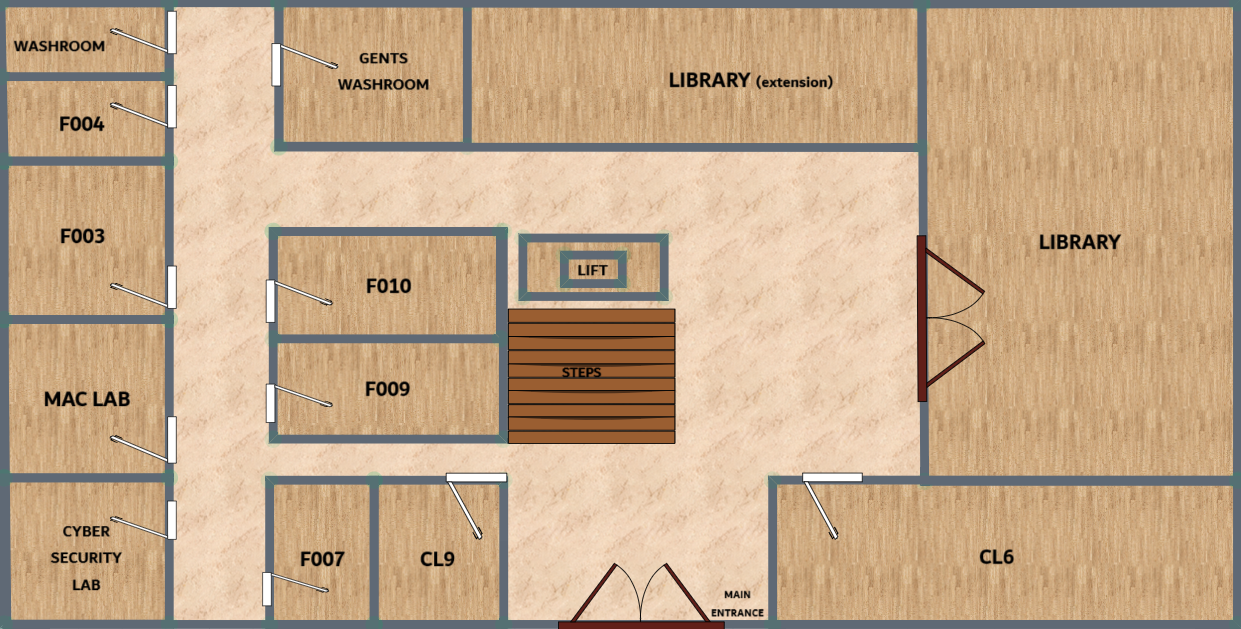 WASHROOM
GENTS
WASHROOM
LIBRARY (extension)
F004
F003
LIBRARY
F010
LIFT
STEPS
F009
MAC LAB
CYBER
SECURITY
LAB
F007
CL9
CL6
MAIN
ENTRANCE